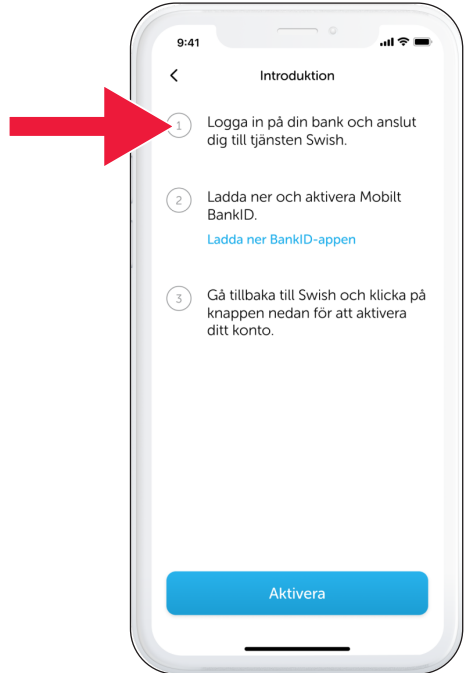 9:41
Introduktion
1
Logga in på din bank och anslut
dig till tjänsten Swish.
2
Ladda ner och aktivera Mobilt
BankID.
Ladda ner BankID-appen
3
Gå tillbaka till Swish och klicka på
knappen nedan för att aktivera
ditt konto.
Aktivera